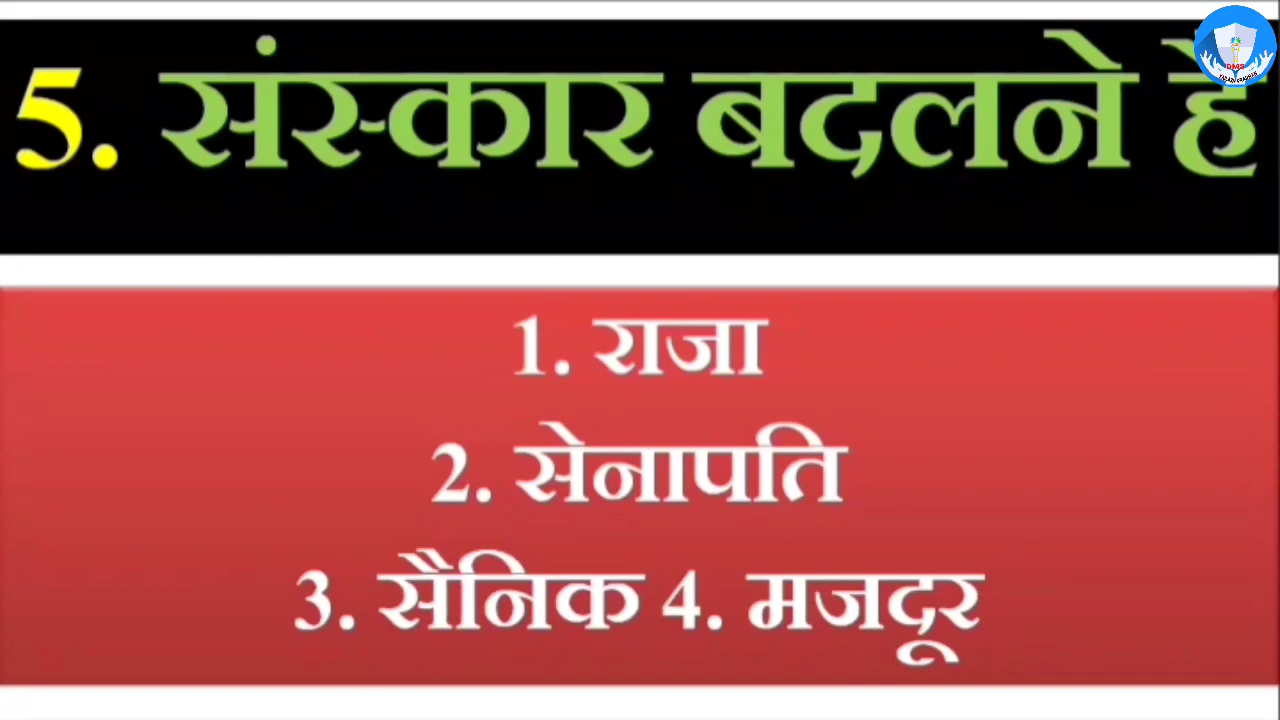 5. संस्कार बदलने है
1. राजा
2. सेनापति
3. सैनिक 4. मजदूर